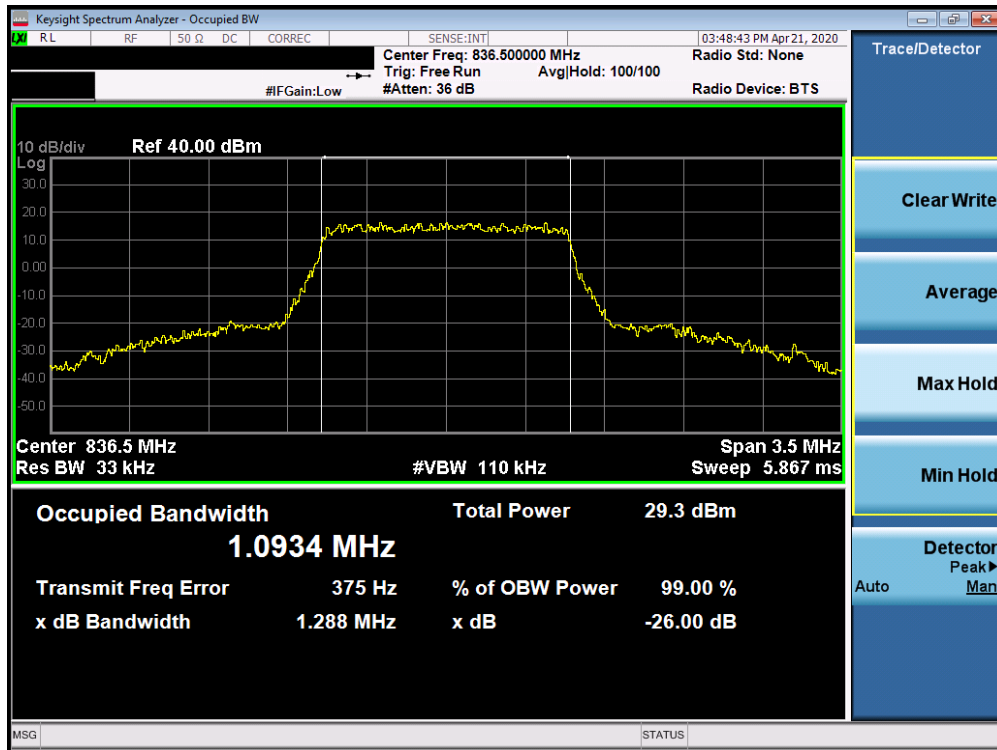 Keysight Spectrum Analyzer - Occupied BW
LXI RL RF 50 Ω DC CORREC SENSE:INT 03:48:43 PM Apr 21, 2020
Center Freq: 836.500000 MHz Radio Std: None
Trig: Free Run Avg|Hold: 100/100
#IFGain:Low #Atten: 36 dB Radio Device: BTS
10 dB/div Ref 40.00 dBm
Log
30.0
20.0
10.0
0.00
-10.0
-20.0
-30.0
-40.0
-50.0
Center 836.5 MHz Span 3.5 MHz
Res BW 33 kHz #VBW 110 kHz Sweep 5.867 ms
Occupied Bandwidth Total Power 29.3 dBm
1.0934 MHz
Transmit Freq Error 375 Hz % of OBW Power 99.00 %
x dB Bandwidth 1.288 MHz x dB -26.00 dB
MSG STATUS
Trace/Detector
Clear Write
Average
Max Hold
Min Hold
Detector
Peak▶
Auto Man